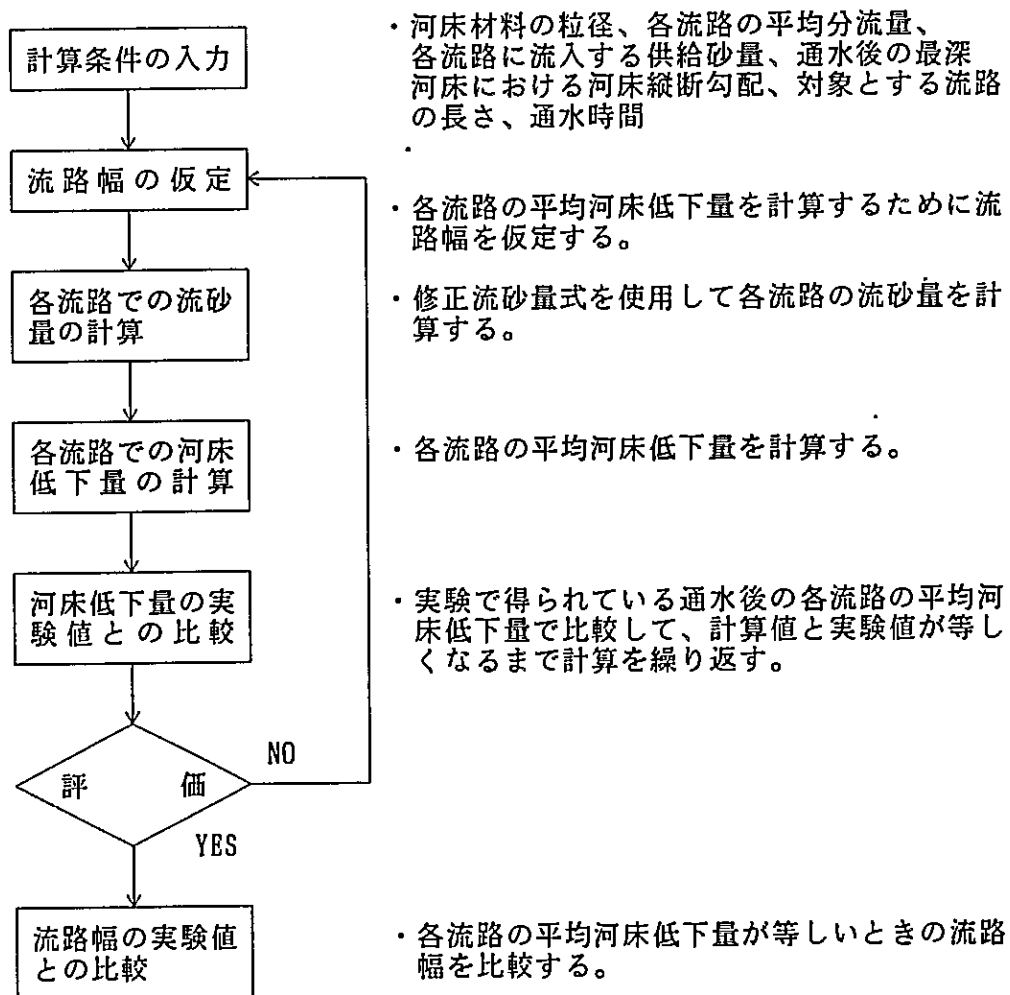 計算条件の入力
・河床材料の粒径、各流路の平均分流量、
各流路に流入する供給砂量、通水後の最深
河床における河床縦断勾配、対象とする流路
の長さ、通水時間
流路幅の仮定
・各流路の平均河床低下量を計算するために流
路幅を仮定する。
各流路での流砂
量の計算
・修正流砂量式を使用して各流路の流砂量を計
算する。
各流路での河床
低下量の計算
・各流路の平均河床低下量を計算する。
河床低下量の実
験値との比較
・実験で得られている通水後の各流路の平均河
床低下量で比較して、計算値と実験値が等し
くなるまで計算を繰り返す。
評価
NO
YES
流路幅の実験値
との比較
・各流路の平均河床低下量が等しいときの流路
幅を比較する。